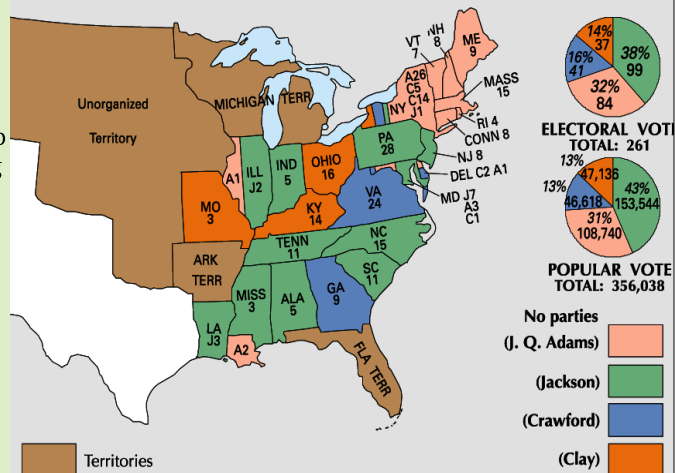 Unorganized
Territory
MICHIGAN TERR
VT
7
NH
8
ME
9
A26
C5
C14
J1
NY
MASS
15
RI 4
CONN 8
NJ 8
DEL C2 A1
MD J7
A3
C1
PA
28
OHIO
16
IND
5
ILL
J2
A1
MO
3
KY
14
VA
24
NC
15
TENN
11
SC
11
ARK
TERR
MISS
3
ALA
5
GA
9
LA
J3
A2
FLA TERR
Territories
14%
37
38%
99
16%
41
32%
84
ELECTORAL VOT
TOTAL: 261
13%
47,136
13%
46,618
43%
153,544
31%
108,740
POPULAR VOTE
TOTAL: 356,038
No parties
(J. Q. Adams)
(Jackson)
(Crawford)
(Clay)